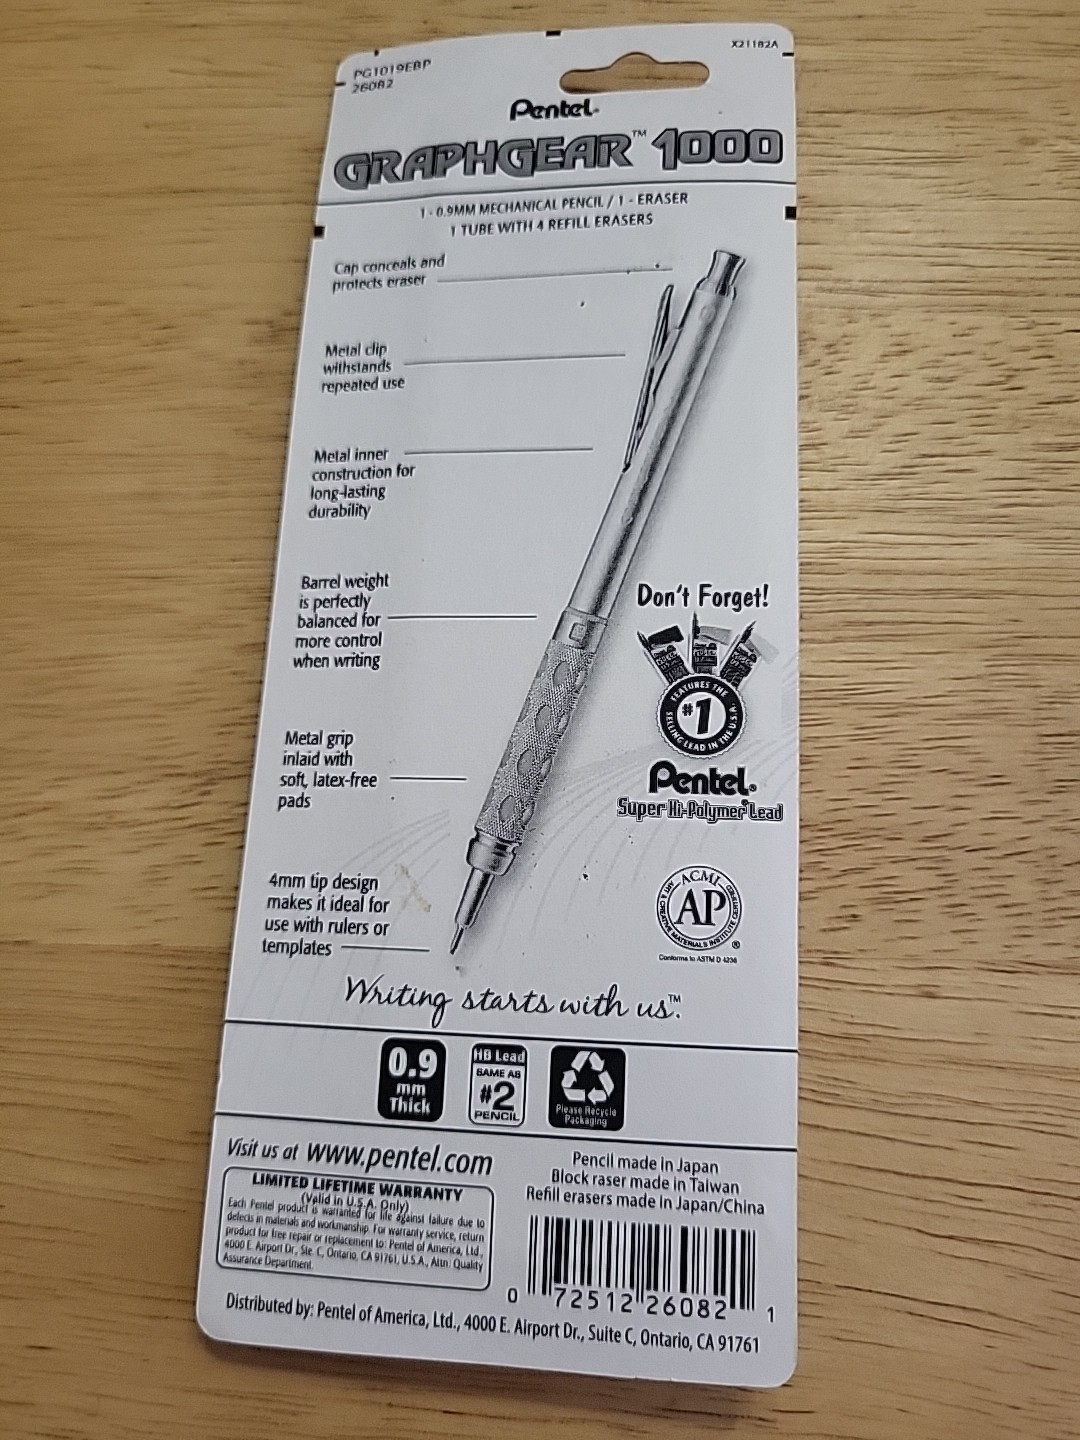 PG1019EBP
26082
X21182A
Pentel®
GRAPHGEAR™ 1000
1 - 0.9MM MECHANICAL PENCIL / 1 - ERASER
1 TUBE WITH 4 REFILL ERASERS
Cap conceals and
protects eraser
Metal clip
withstands
repeated use
Metal inner
construction for
long-lasting
durability
Barrel weight
is perfectly
balanced for
more control
when writing
Metal grip
inlaid with
soft, latex-free
pads
4mm tip design
makes it ideal for
use with rulers or
templates
Don't Forget!
FEATURES THE
#1
SELLING LEAD IN THE U.S.A.
Pentel®
Super Hi-Polymer® Lead
ACMI
AP
ART & CREATIVE MATERIALS INSTITUTE CERTIFIED
®
Conforms to ASTM D 4236
Writing starts with us.™
0.9
mm
Thick
HB Lead
SAME AS
#2
PENCIL
Please Recycle
Packaging
Visit us at www.pentel.com
LIMITED LIFETIME WARRANTY
(Valid in U.S.A. Only)
Each Pentel product is warranted for life against failure due to
defects in materials and workmanship. For warranty service, return
product for free repair or replacement to: Pentel of America, Ltd.,
4000 E. Airport Dr., Ste. C, Ontario, CA 91761, U.S.A., Attn. Quality
Assurance Department.
Pencil made in Japan
Block raser made in Taiwan
Refill erasers made in Japan/China
0 72512 26082 1
Distributed by: Pentel of America, Ltd., 4000 E. Airport Dr., Suite C, Ontario, CA 91761